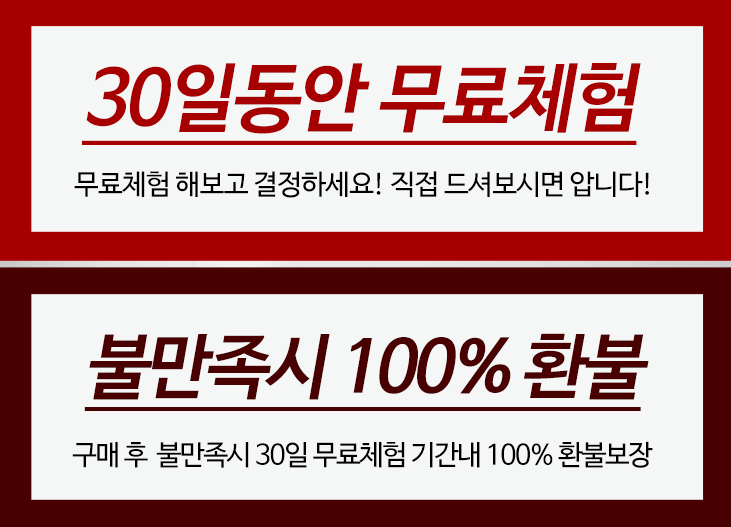 30일동안 무료체험
무료체험 해보고 결정하세요! 직접 드셔보시면 압니다!
불만족시 100% 환불
구매 후 불만족시 30일 무료체험 기간내 100% 환불보장